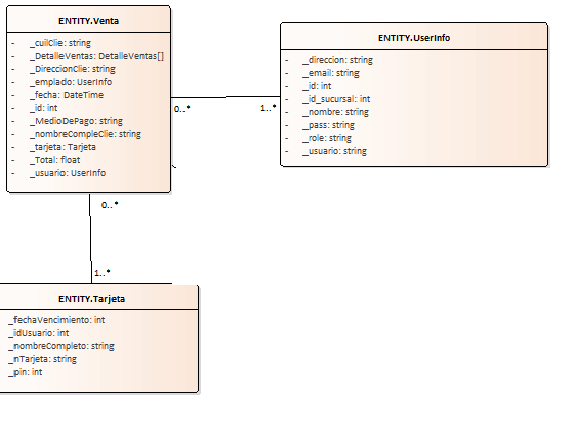 ENTITY.Venta
- _cuilClie: string
- _DetalleVentas: DetalleVentas[]
- _DireccionClie: string
- _emplado: UserInfo
- _fecha: DateTime
- _id: int
- _MedioDePago: string
- _nombreCompleClie: string
- _tarjeta: Tarjeta
- _Total: float
- _usuario: UserInfo
0..*
1..*
ENTITY.UserInfo
- _direccion: string
- _email: string
- _id: int
- _id_sucursal: int
- _nombre: string
- _pass: string
- _role: string
- _usuario: string
0..*
1..*
ENTITY.Tarjeta
_fechaVencimiento: int
_idUsuario: int
_nombreCompleto: string
_nTarjeta: string
_pin: int